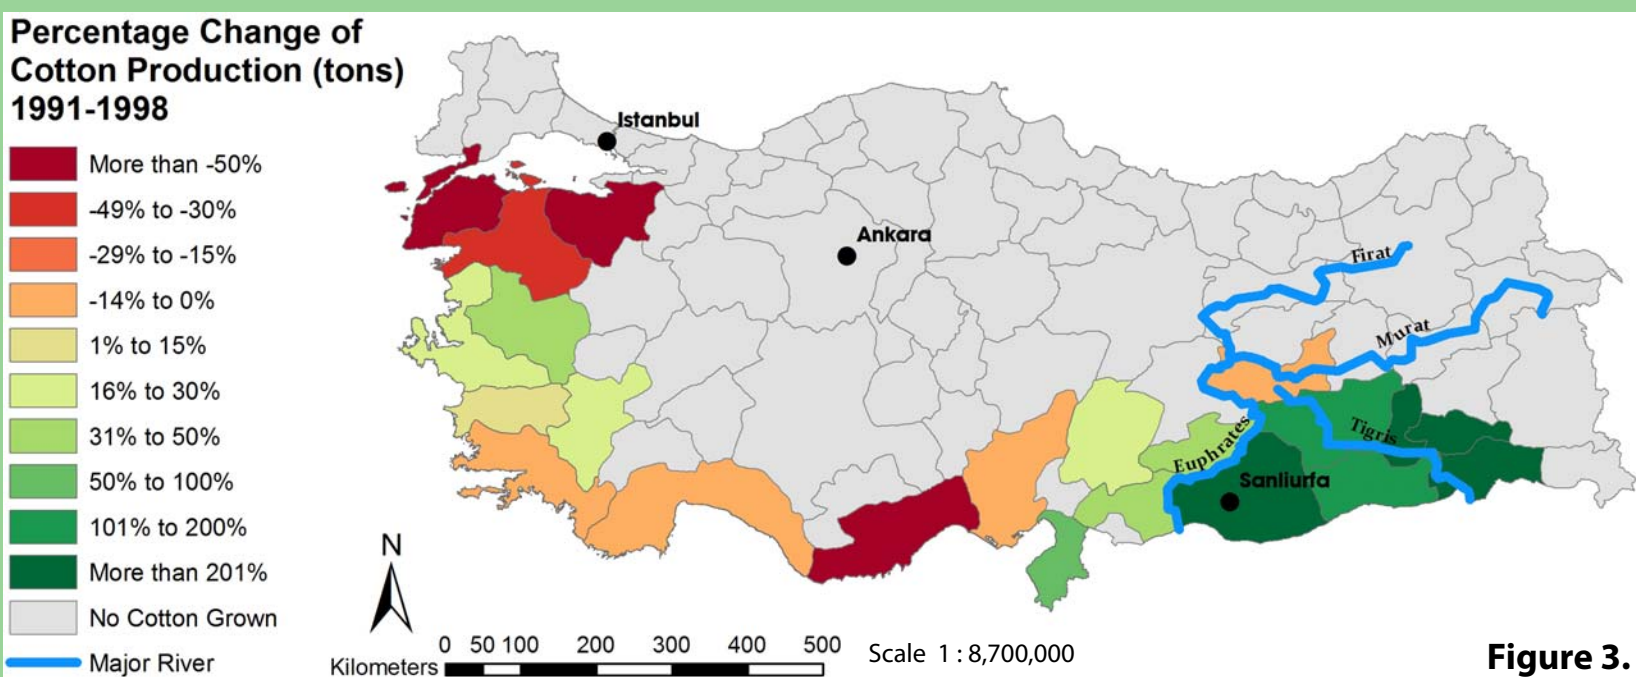 Percentage Change of
Cotton Production (tons)
1991-1998
More than -50%
-49% to -30%
-29% to -15%
-14% to 0%
1% to 15%
16% to 30%
31% to 50%
50% to 100%
101% to 200%
More than 201%
No Cotton Grown
Major River
Istanbul
Ankara
Firat
Murat
Tigris
Euphrates
Sanliurfa
N
0 50 100 200 300 400 500
Kilometers
Scale 1 : 8,700,000
Figure 3.